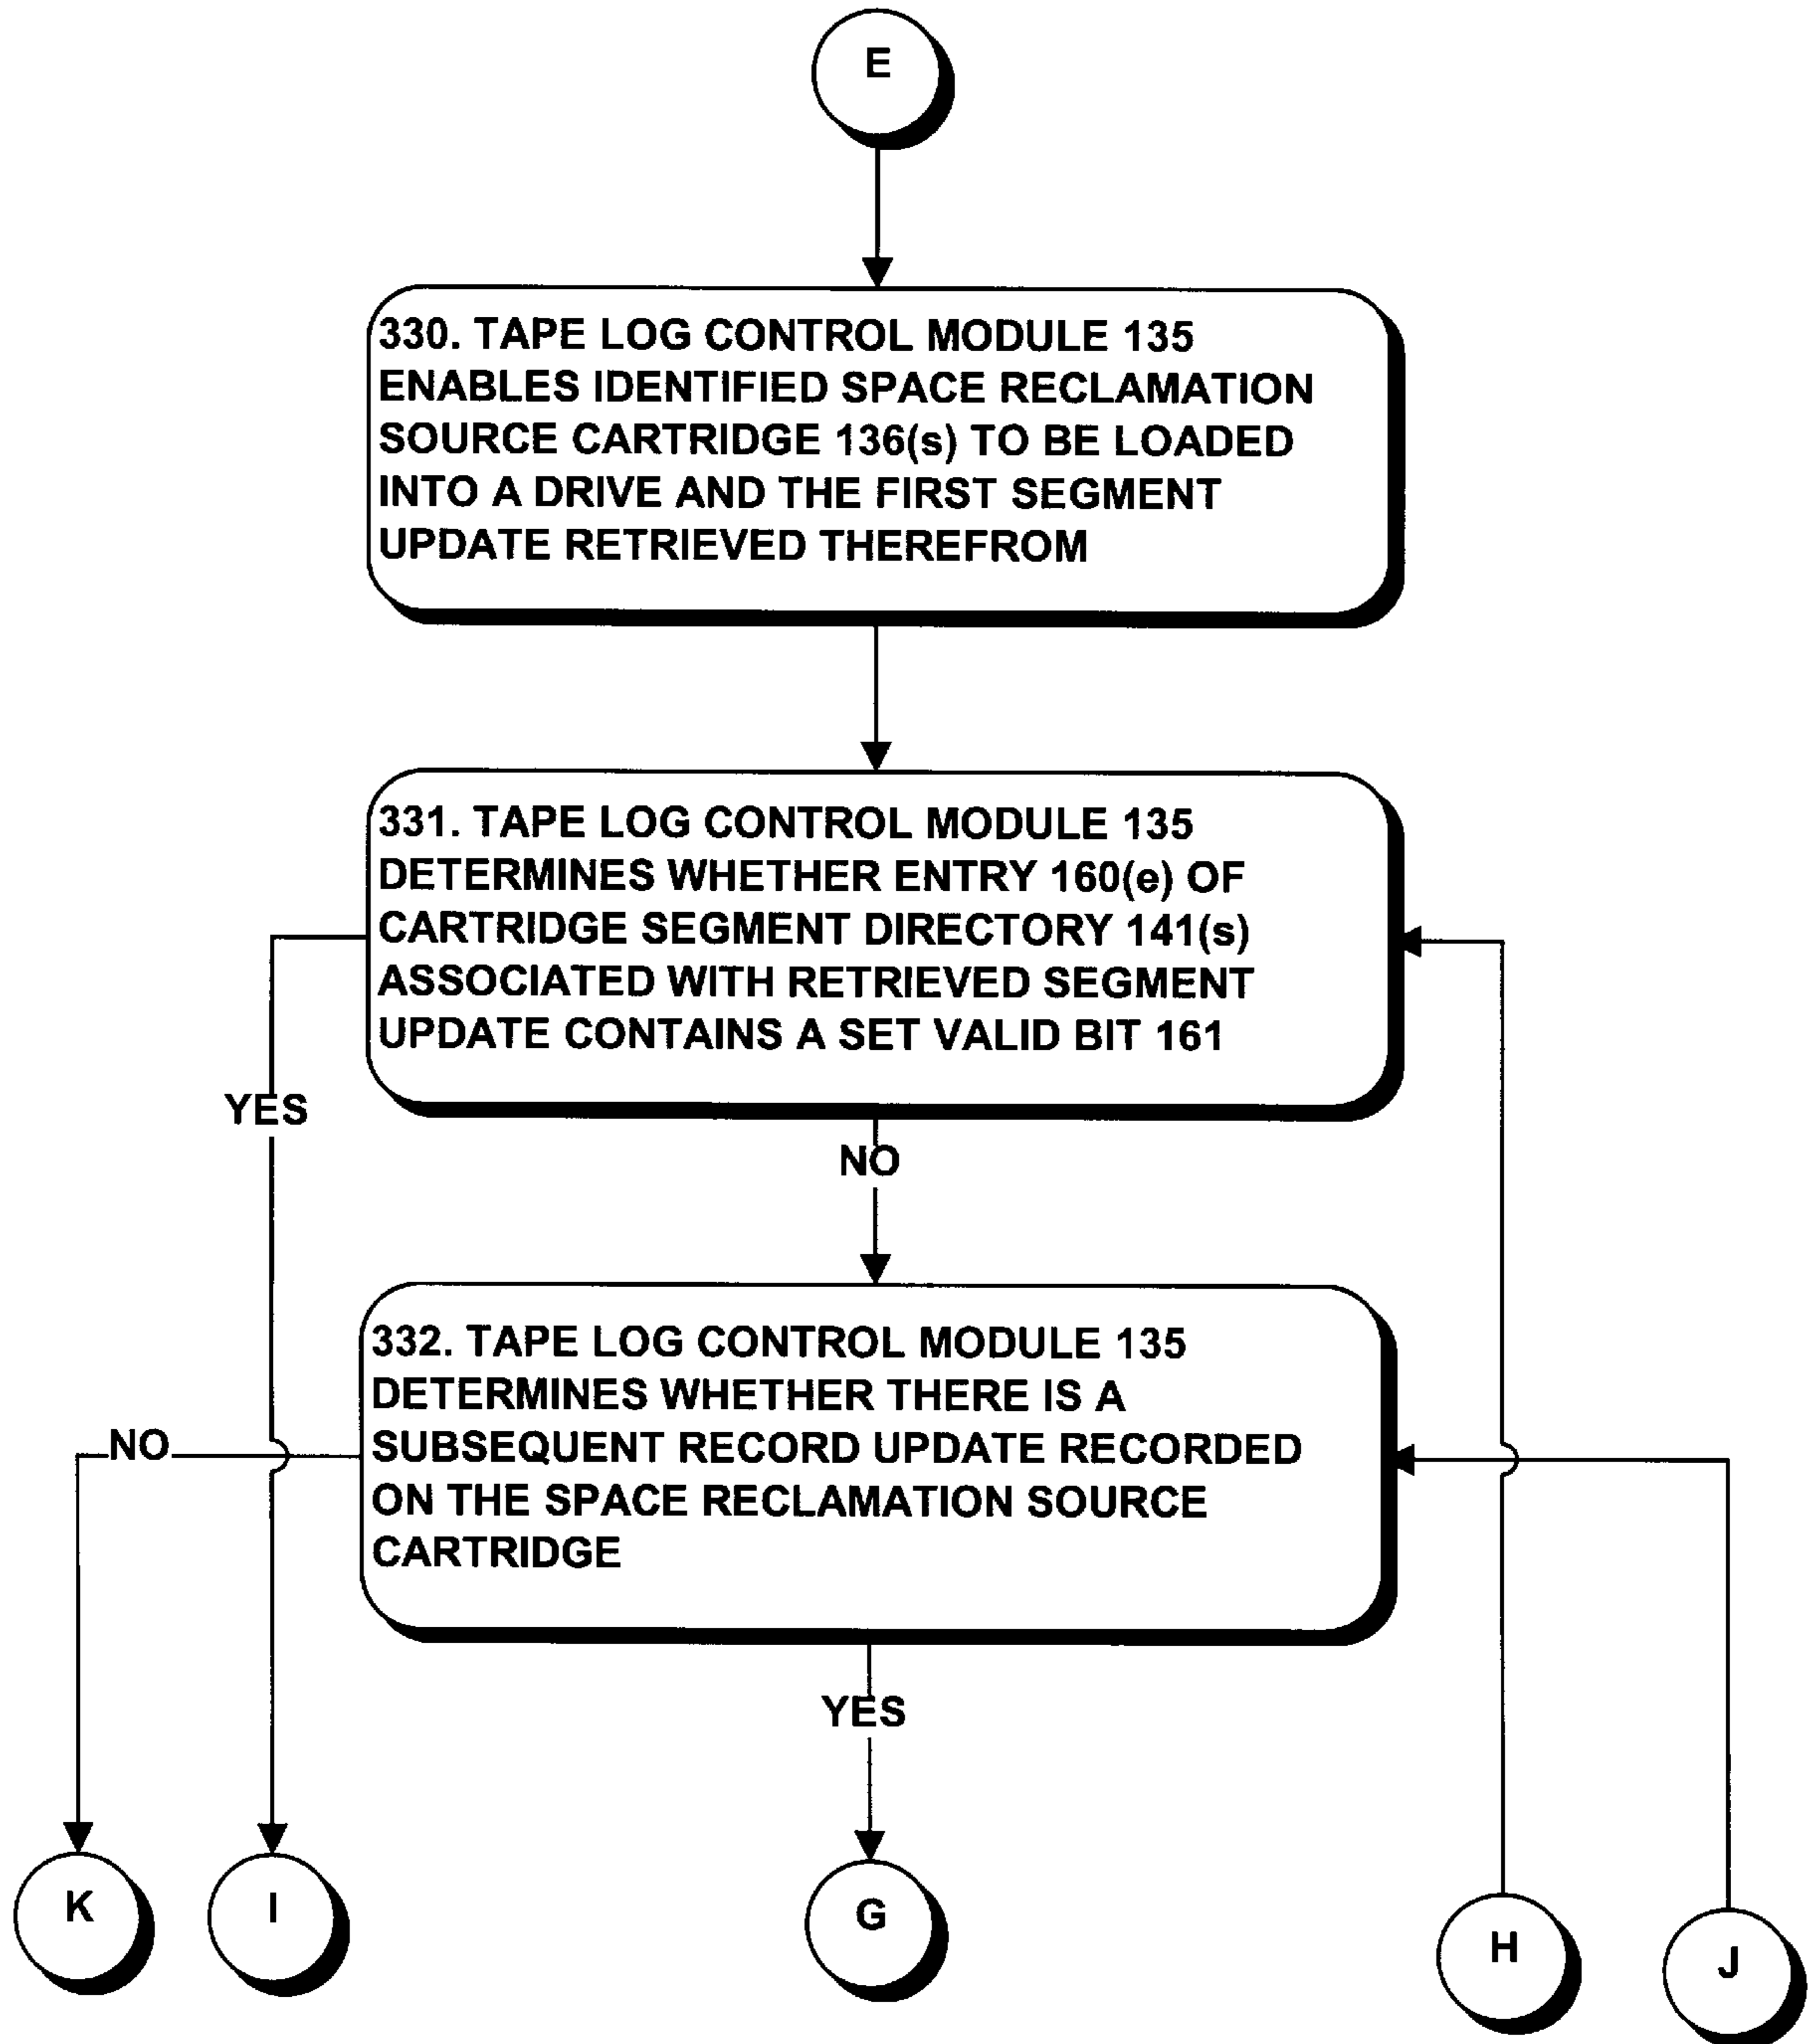 E
330. TAPE LOG CONTROL MODULE 135
ENABLES IDENTIFIED SPACE RECLAMATION
SOURCE CARTRIDGE 136(s) TO BE LOADED
INTO A DRIVE AND THE FIRST SEGMENT
UPDATE RETRIEVED THEREFROM
331. TAPE LOG CONTROL MODULE 135
DETERMINES WHETHER ENTRY 160(e) OF
CARTRIDGE SEGMENT DIRECTORY 141(s)
ASSOCIATED WITH RETRIEVED SEGMENT
UPDATE CONTAINS A SET VALID BIT 161
YES
NO
332. TAPE LOG CONTROL MODULE 135
DETERMINES WHETHER THERE IS A
SUBSEQUENT RECORD UPDATE RECORDED
ON THE SPACE RECLAMATION SOURCE
CARTRIDGE
NO
YES
K
I
G
H
J